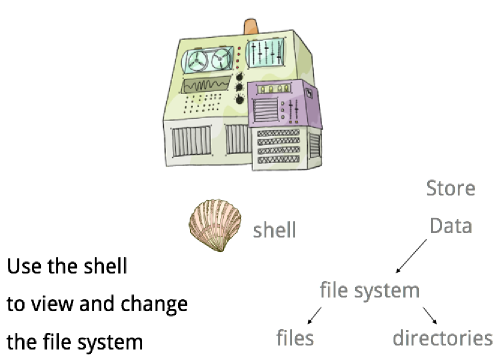 shell
Store
Data
file system
files
directories
Use the shell
to view and change
the file system